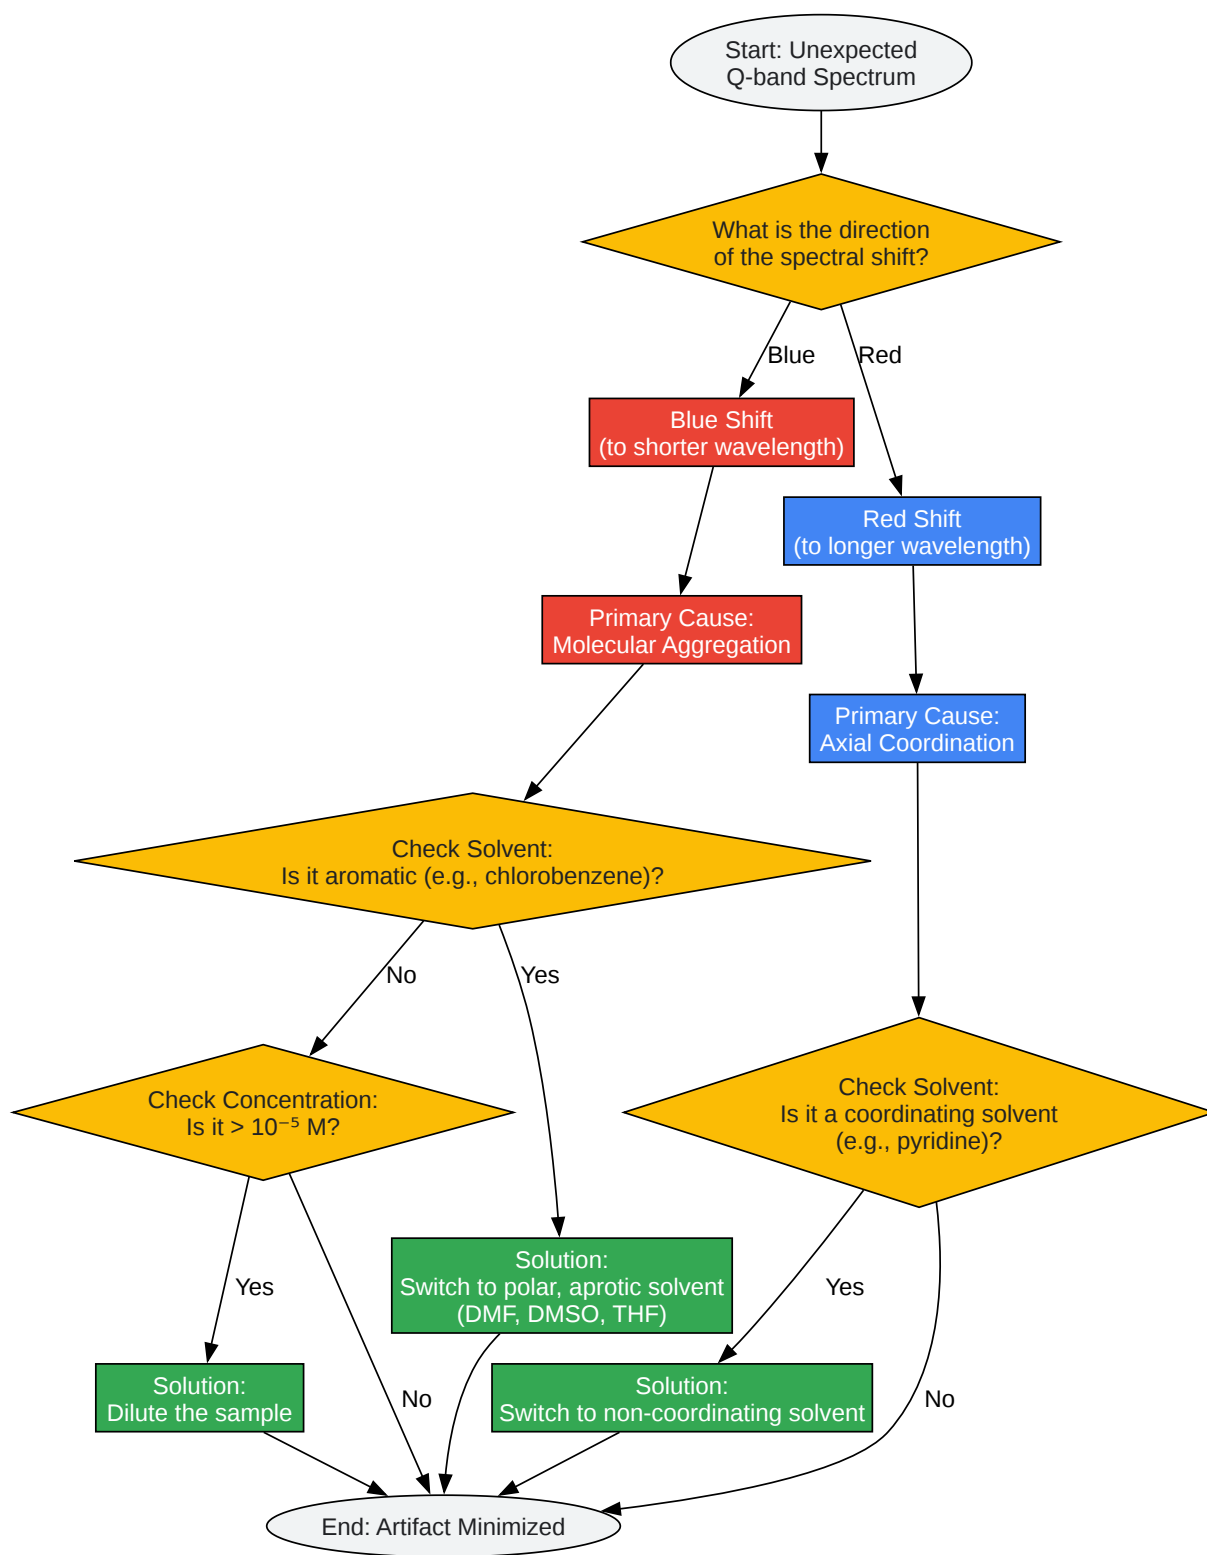 Start: Unexpected
Q-band Spectrum
What is the direction
of the spectral shift?
Blue
Red
Blue Shift
(to shorter wavelength)
Red Shift
(to longer wavelength)
Primary Cause:
Molecular Aggregation
Primary Cause:
Axial Coordination
Check Solvent:
Is it aromatic (e.g., chlorobenzene)?
No
Yes
Check Concentration:
Is it > 10⁻⁵ M?
Check Solvent:
Is it a coordinating solvent
(e.g., pyridine)?
Yes
Solution:
Switch to polar, aprotic solvent
(DMF, DMSO, THF)
Yes
Solution:
Dilute the sample
No
Solution:
Switch to non-coordinating solvent
No
End: Artifact Minimized